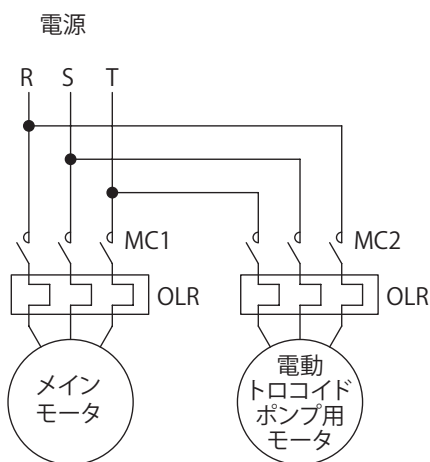 電源
R S T
MC1
MC2
OLR
OLR
メイン
モータ
電動
トロコイド
ポンプ用
モータ